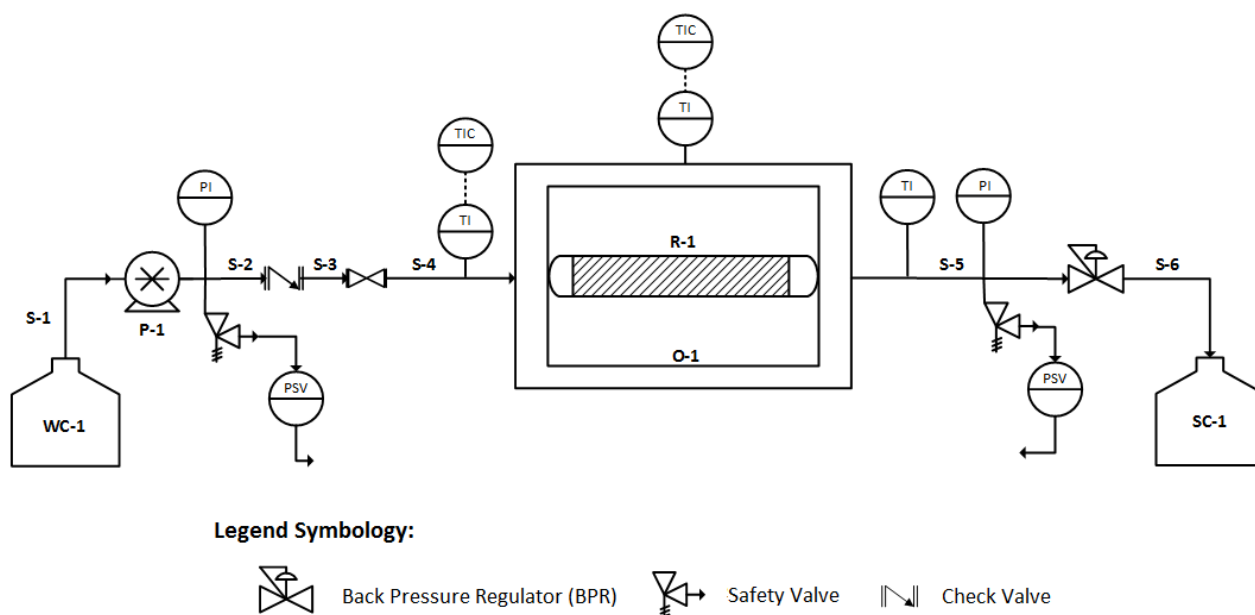 TIC
TI
TIC
TI
PI
TI
PI
R-1
S-2
S-3
S-4
S-5
S-6
S-1
P-1
O-1
PSV
PSV
WC-1
SC-1
Legend Symbology:
Back Pressure Regulator (BPR)
Safety Valve
Check Valve